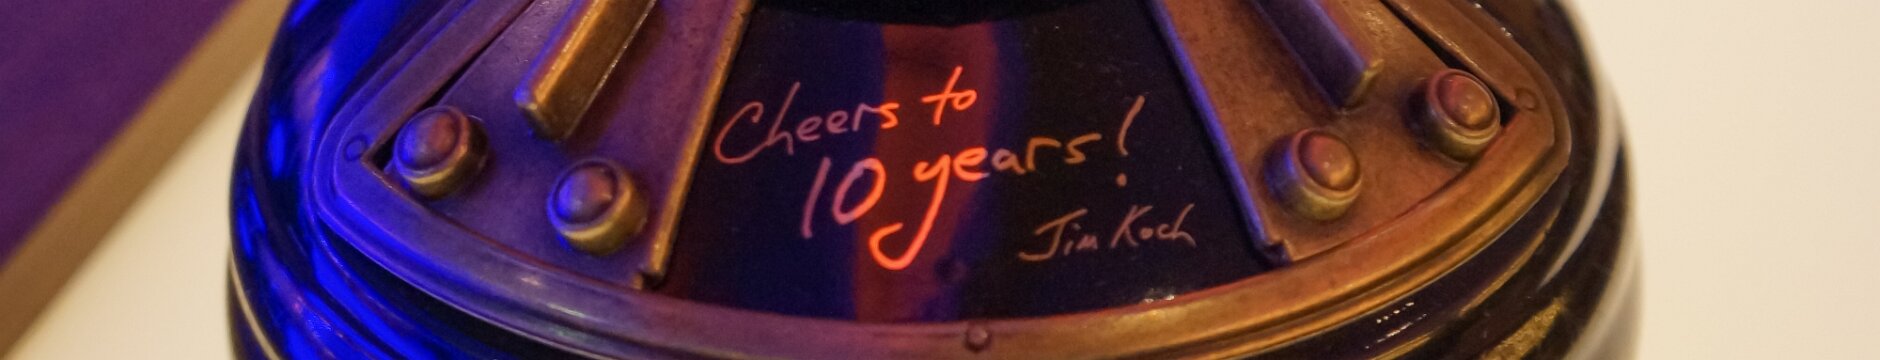 Cheers to
10 years!
Jim Koch